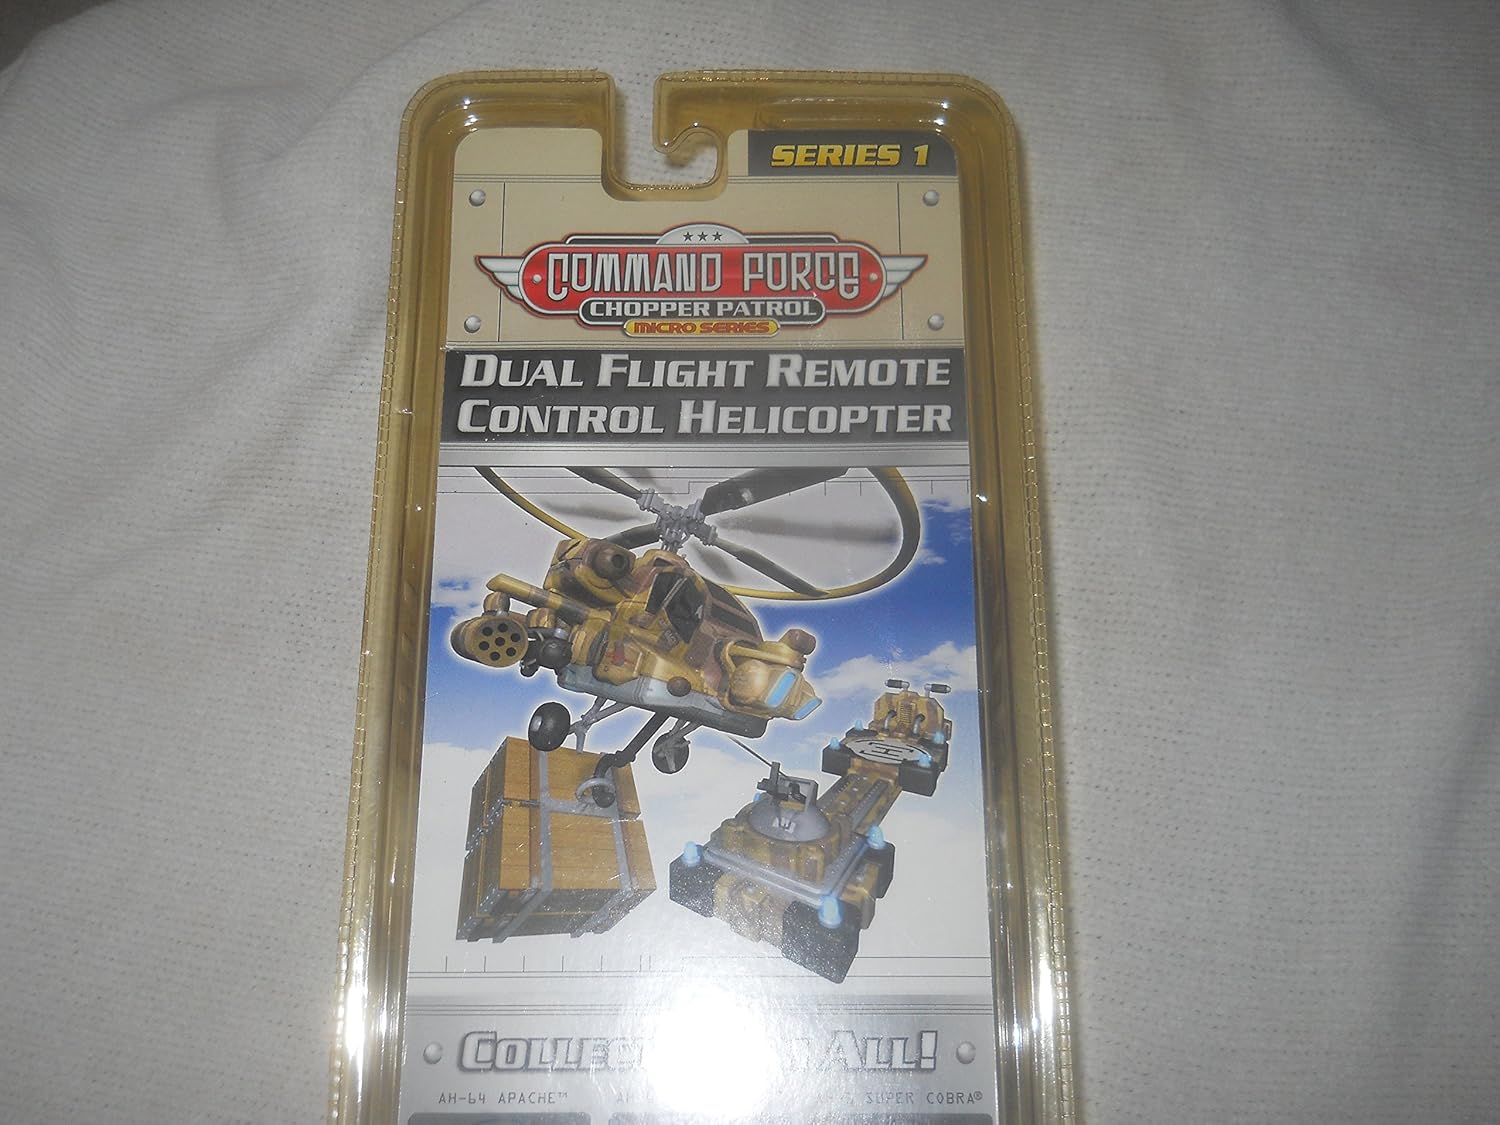 SERIES 1
COMMAND FORCE
CHOPPER PATROL
MICRO SERIES
DUAL FLIGHT REMOTE
CONTROL HELICOPTER
H
ALL!
AH-64 APACHE™ SUPER COBRA®